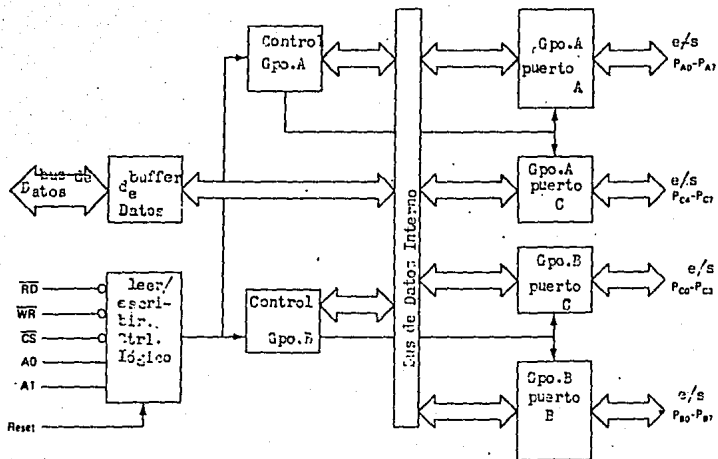 Control
Gpo.A
Gpo.A
puerto
A
e/s
PA0-PA7
bus de
Datos
buffer
de
Datos
Gpo.A
puerto
C
e/s
PC4-PC7
Bus de Datos Interno
RD
WR
CS
A0
A1
Reset
leer/
escri-
bir.
Ctrl.
lógico
Control
Gpo.B
Gpo.B
puerto
C
e/s
PC0-PC3
Gpo.B
puerto
B
e/s
PB0-PB7